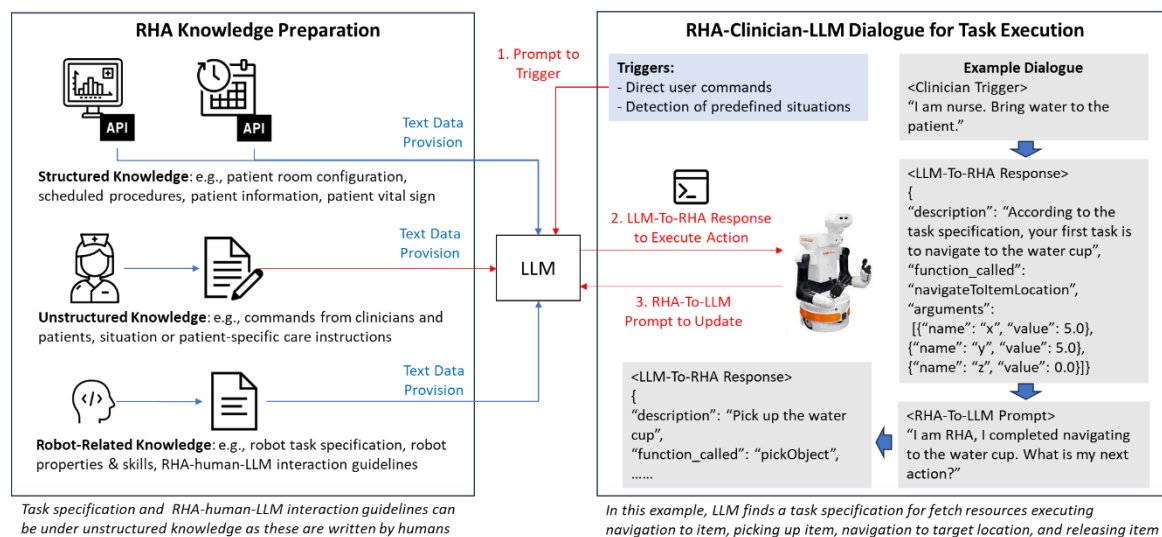 RHA Knowledge Preparation
API
API
Text Data
Provision
Structured Knowledge: e.g., patient room configuration,
scheduled procedures, patient information, patient vital sign
Text Data
Provision
Unstructured Knowledge: e.g., commands from clinicians and
patients, situation or patient-specific care instructions
</>
Text Data
Provision
Robot-Related Knowledge: e.g., robot task specification, robot
properties & skills, RHA-human-LLM interaction guidelines
Task specification and RHA-human-LLM interaction guidelines can
be under unstructured knowledge as these are written by humans
LLM
1. Prompt to
Trigger
RHA-Clinician-LLM Dialogue for Task Execution
Triggers:
- Direct user commands
- Detection of predefined situations
2. LLM-To-RHA Response
to Execute Action
3. RHA-To-LLM
Prompt to Update
Example Dialogue
<Clinician Trigger>
“I am nurse. Bring water to the
patient.”
<LLM-To-RHA Response>
{
“description”: “According to the
task specification, your first task is
to navigate to the water cup”,
“function_called”:
“navigateToItemLocation”,
“arguments”:
[{“name”: “x”, “value”: 5.0},
{“name”: “y”, “value”: 5.0},
{“name”: “z”, “value”: 0.0}]}
<RHA-To-LLM Prompt>
“I am RHA, I completed navigating
to the water cup. What is my next
action?”
<LLM-To-RHA Response>
{
“description”: “Pick up the water
cup”,
“function_called”: “pickObject”,
……
In this example, LLM finds a task specification for fetch resources executing
navigation to item, picking up item, navigation to target location, and releasing item